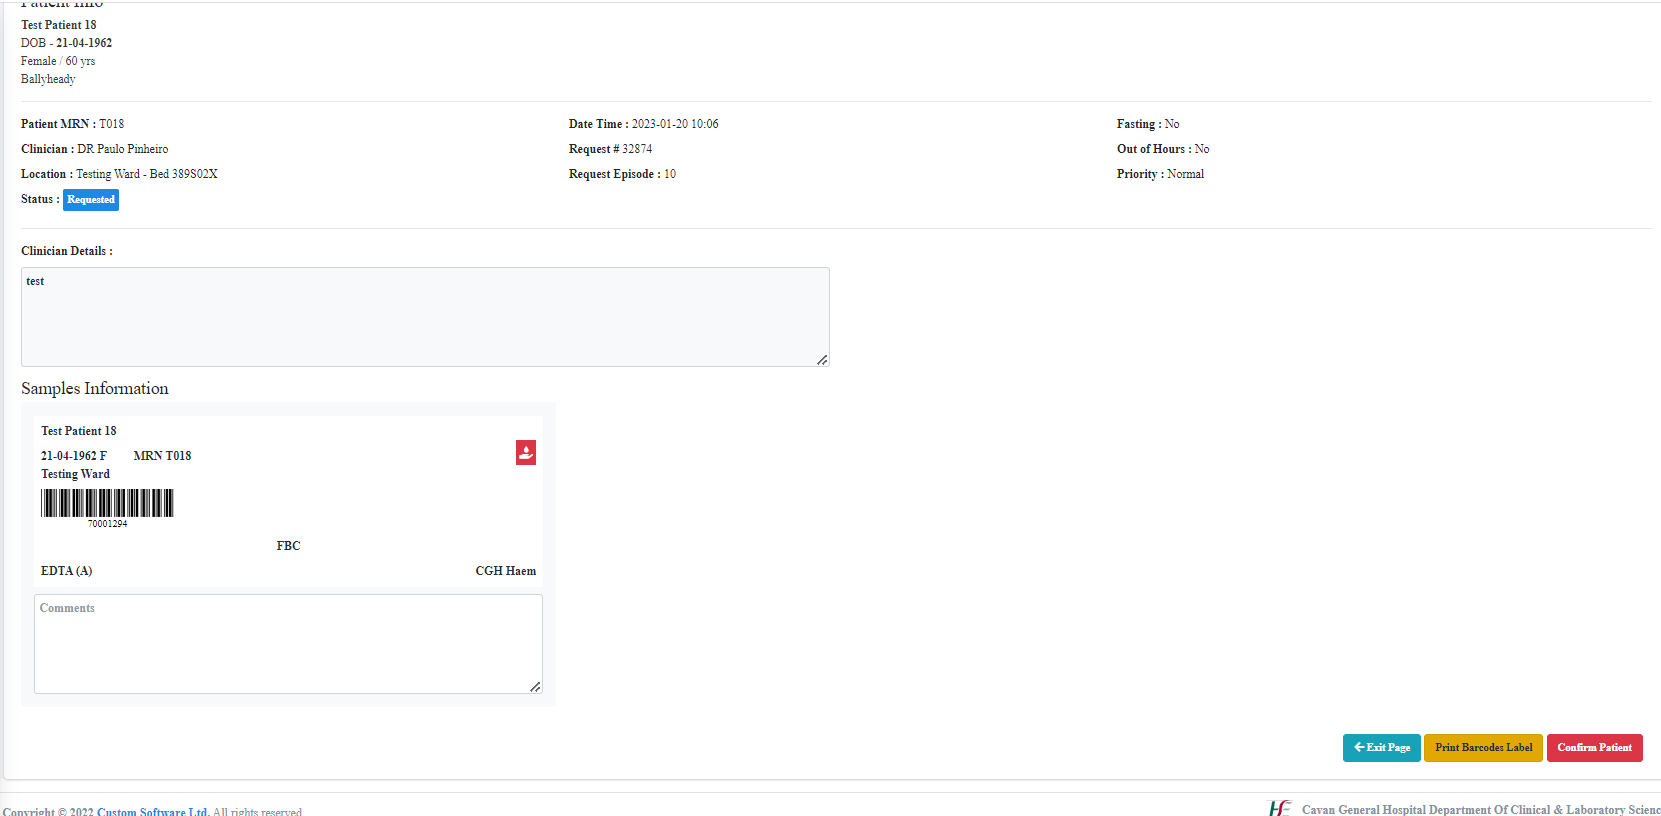 Patient Info
Test Patient 18
DOB - 21-04-1962
Female / 60 yrs
Ballyheady
Patient MRN : T018
Date Time : 2023-01-20 10:06
Fasting : No
Clinician : DR Paulo Pinheiro
Request # 32874
Out of Hours : No
Location : Testing Ward - Bed 389S02X
Request Episode : 10
Priority : Normal
Status : Requested
Clinician Details :
test
Samples Information
Test Patient 18
21-04-1962 F MRN T018
Testing Ward
70001294
FBC
EDTA (A) CGH Haem
Comments
Exit Page Print Barcodes Label Confirm Patient
Copyright © 2022 Custom Software Ltd. All rights reserved
Cavan General Hospital Department Of Clinical & Laboratory Scienc